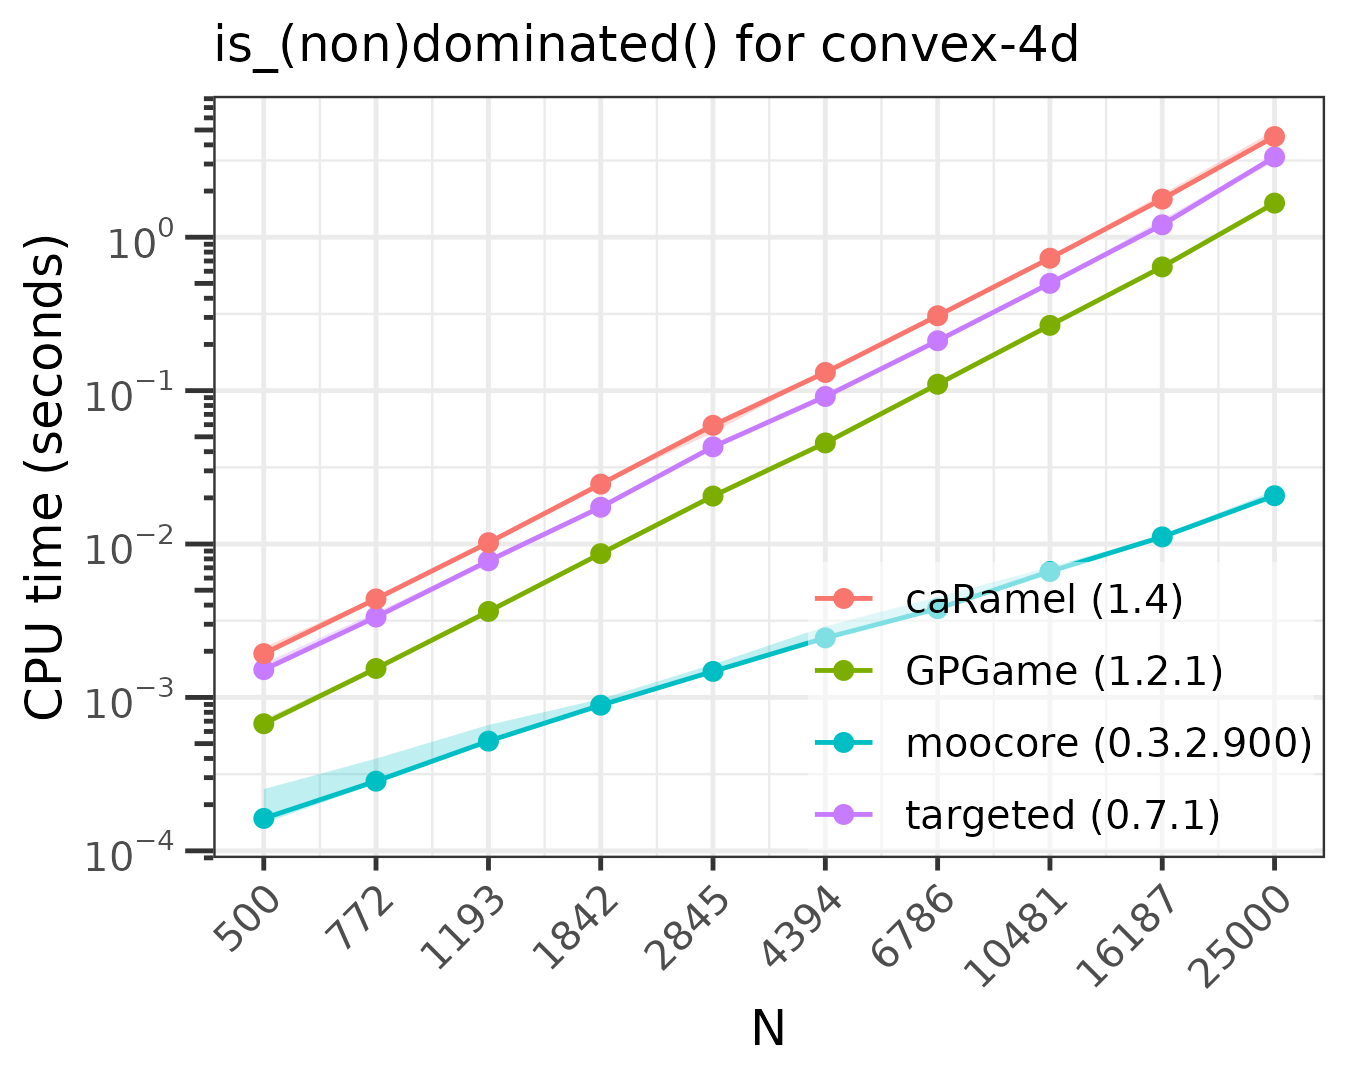 is_(non)dominated() for convex-4d
CPU time (seconds)
10⁰
10⁻¹
10⁻²
10⁻³
10⁻⁴
caRamel (1.4)
GPGame (1.2.1)
moocore (0.3.2.900)
targeted (0.7.1)
500
772
1193
1842
2845
4394
6786
10481
16187
25000
N